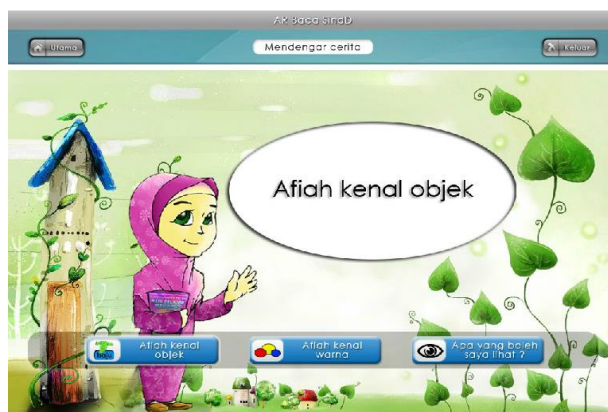 AR Baca SindD
Utama
Mendengar cerita
Keluar
Afiah kenal objek
Afiah kenal
objek
Afiah kenal
warna
Apa yang boleh
saya lihat ?